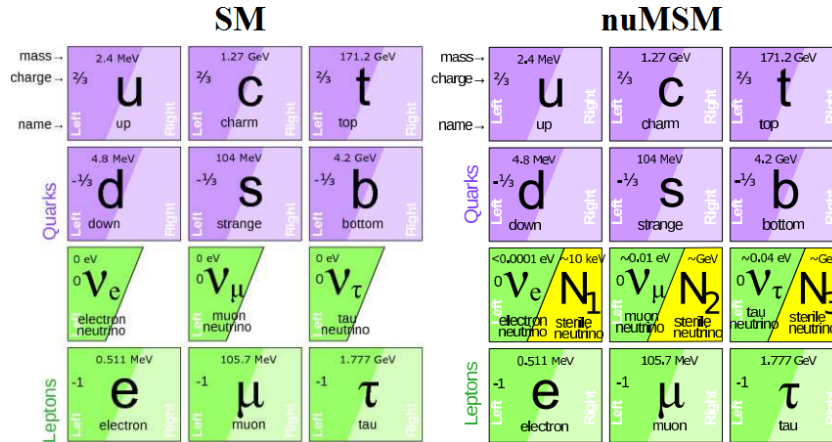 SM
mass→
charge→
name→
2.4 MeV
⅔
u
up
Left
Right
1.27 GeV
⅔
c
charm
171.2 GeV
⅔
t
top
Left
Right
Quarks
4.8 MeV
-⅓
d
down
Left
Right
104 MeV
-⅓
s
strange
4.2 GeV
-⅓
b
bottom
Left
Right
0 eV
0
νe
electron
neutrino
Left
0 eV
0
νμ
muon
neutrino
Left
0 eV
0
ντ
tau
neutrino
Left
Leptons
0.511 MeV
-1
e
electron
Left
Right
105.7 MeV
-1
μ
muon
Left
Right
1.777 GeV
-1
τ
tau
Left
Right
nuMSM
mass→
charge→
name→
2.4 MeV
⅔
u
up
Left
Right
1.27 GeV
⅔
c
charm
Left
Right
171.2 GeV
⅔
t
top
Left
Right
Quarks
4.8 MeV
-⅓
d
down
Left
Right
104 MeV
-⅓
s
strange
Left
Right
4.2 GeV
-⅓
b
bottom
Left
Right
<0.0001 eV
0
νe
electron
neutrino
Left
~10 keV
N1
sterile
neutrino
~0.01 eV
0
νμ
muon
neutrino
Left
~GeV
N2
sterile
neutrino
~0.04 eV
0
ντ
tau
neutrino
Left
N3
sterile
neutrino
Leptons
0.511 MeV
-1
e
electron
Left
Right
105.7 MeV
-1
μ
muon
Left
Right
1.777 GeV
-1
τ
tau
Left
Right